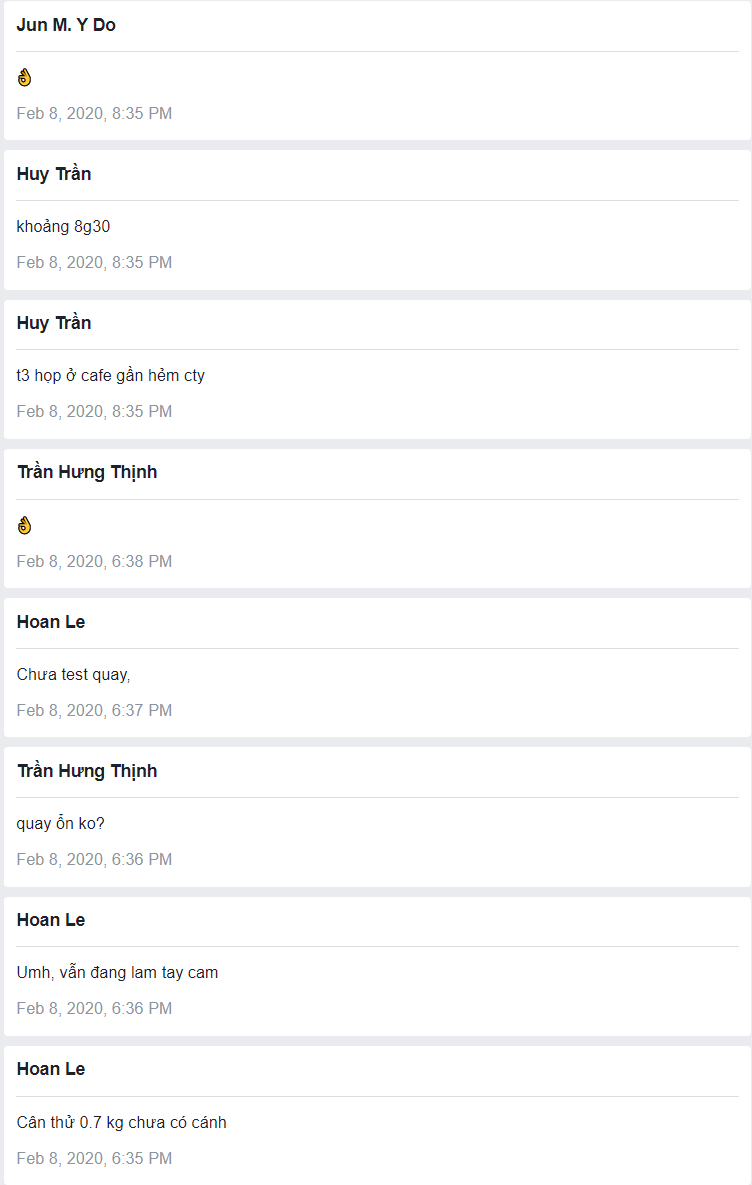 Jun M. Y Do
👌
Feb 8, 2020, 8:35 PM
Huy Trần
khoảng 8g30
Feb 8, 2020, 8:35 PM
Huy Trần
t3 họp ở cafe gần hẻm cty
Feb 8, 2020, 8:35 PM
Trần Hưng Thịnh
👌
Feb 8, 2020, 6:38 PM
Hoan Le
Chưa test quay,
Feb 8, 2020, 6:37 PM
Trần Hưng Thịnh
quay ổn ko?
Feb 8, 2020, 6:36 PM
Hoan Le
Umh, vẫn đang lam tay cam
Feb 8, 2020, 6:36 PM
Hoan Le
Cân thử 0.7 kg chưa có cánh
Feb 8, 2020, 6:35 PM